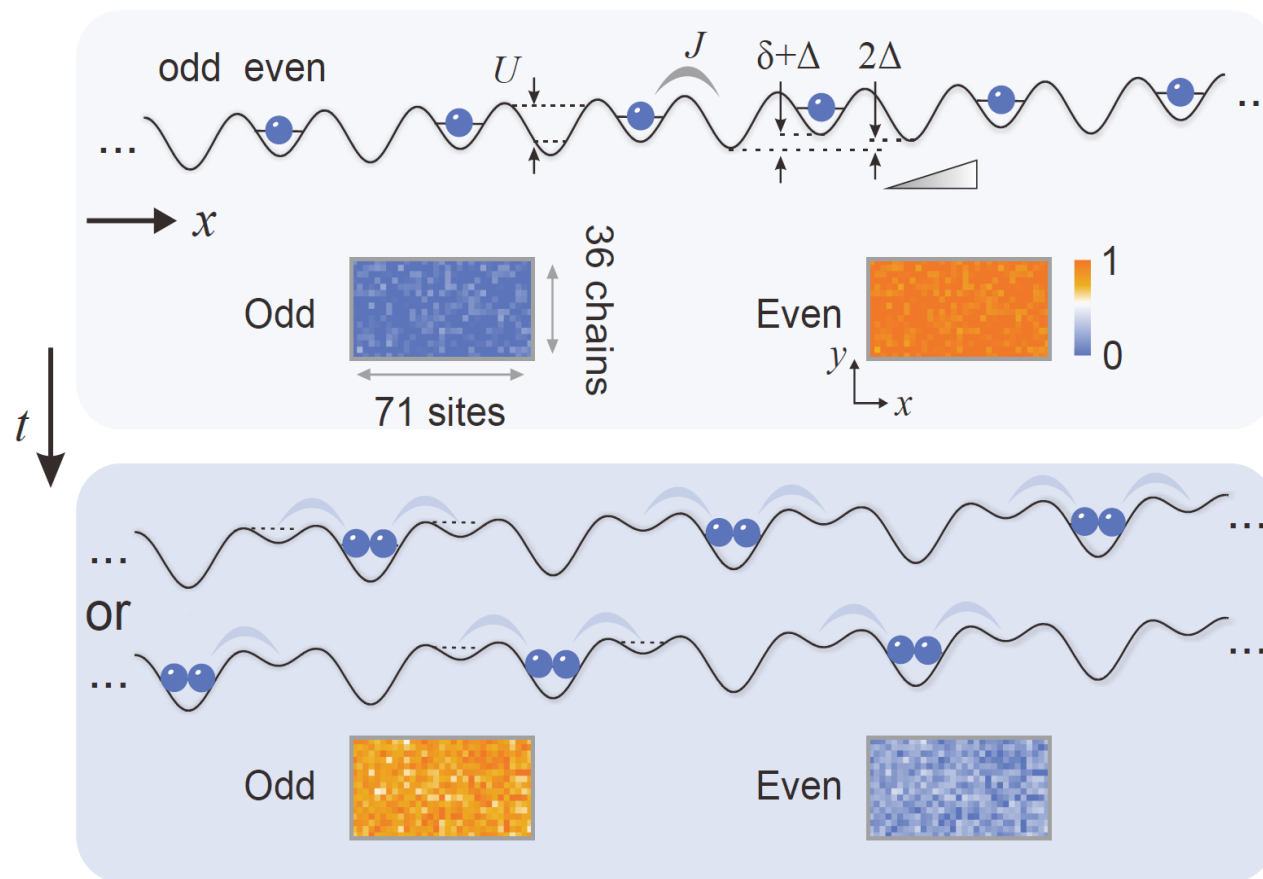 odd even
U
J
δ+Δ
2Δ
...
...
x
36 chains
Odd
Even
1
0
71 sites
y
x
t
...
...
or
...
...
Odd
Even